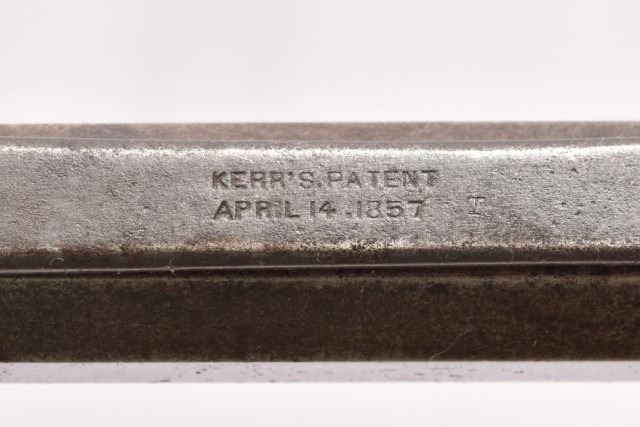 KERR'S.PATENT
APRIL 14.1857 I